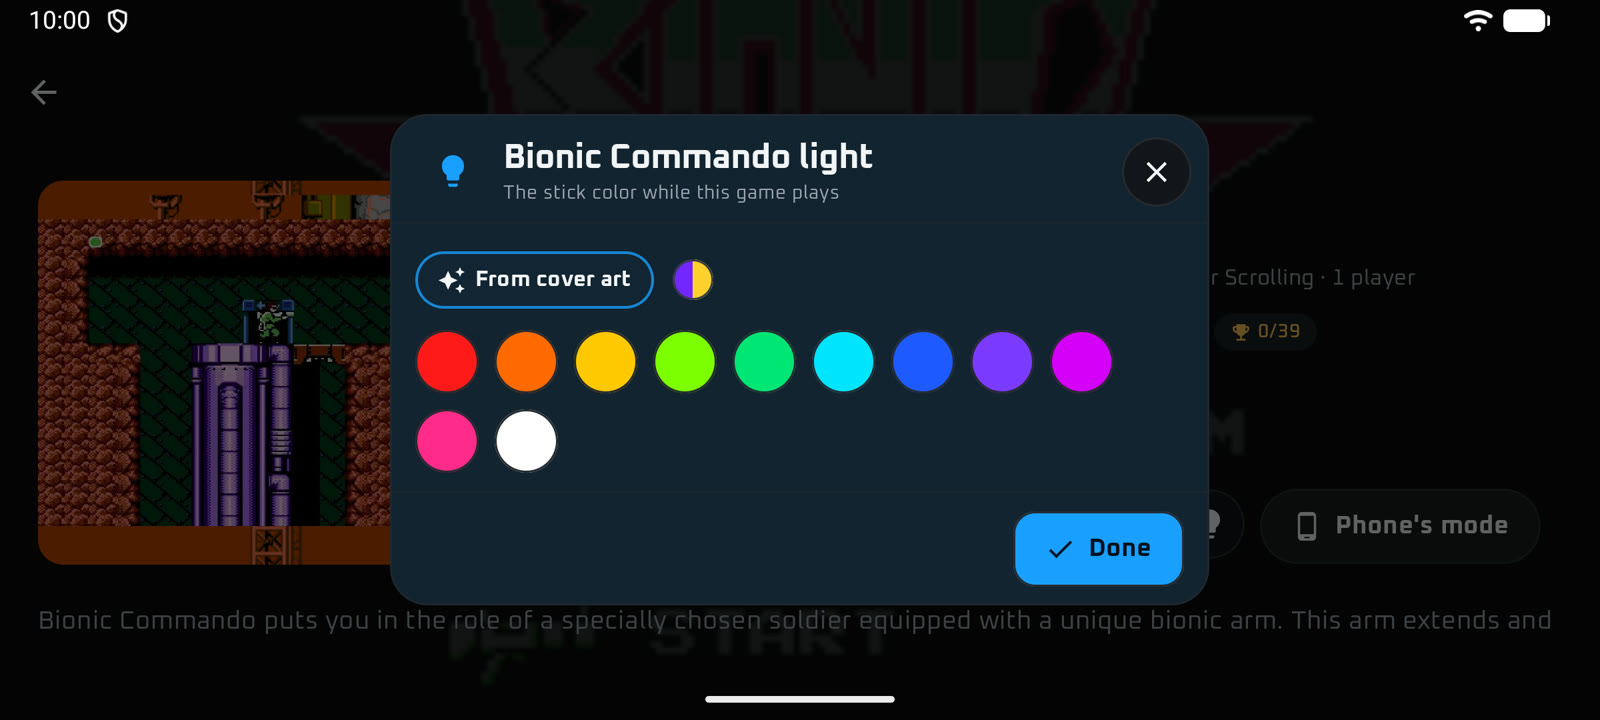 10:00
Bionic Commando light
The stick color while this game plays
From cover art
r Scrolling · 1 player
0/39
Done
Phone's mode
Bionic Commando puts you in the role of a specially chosen soldier equipped with a unique bionic arm. This arm extends and
START